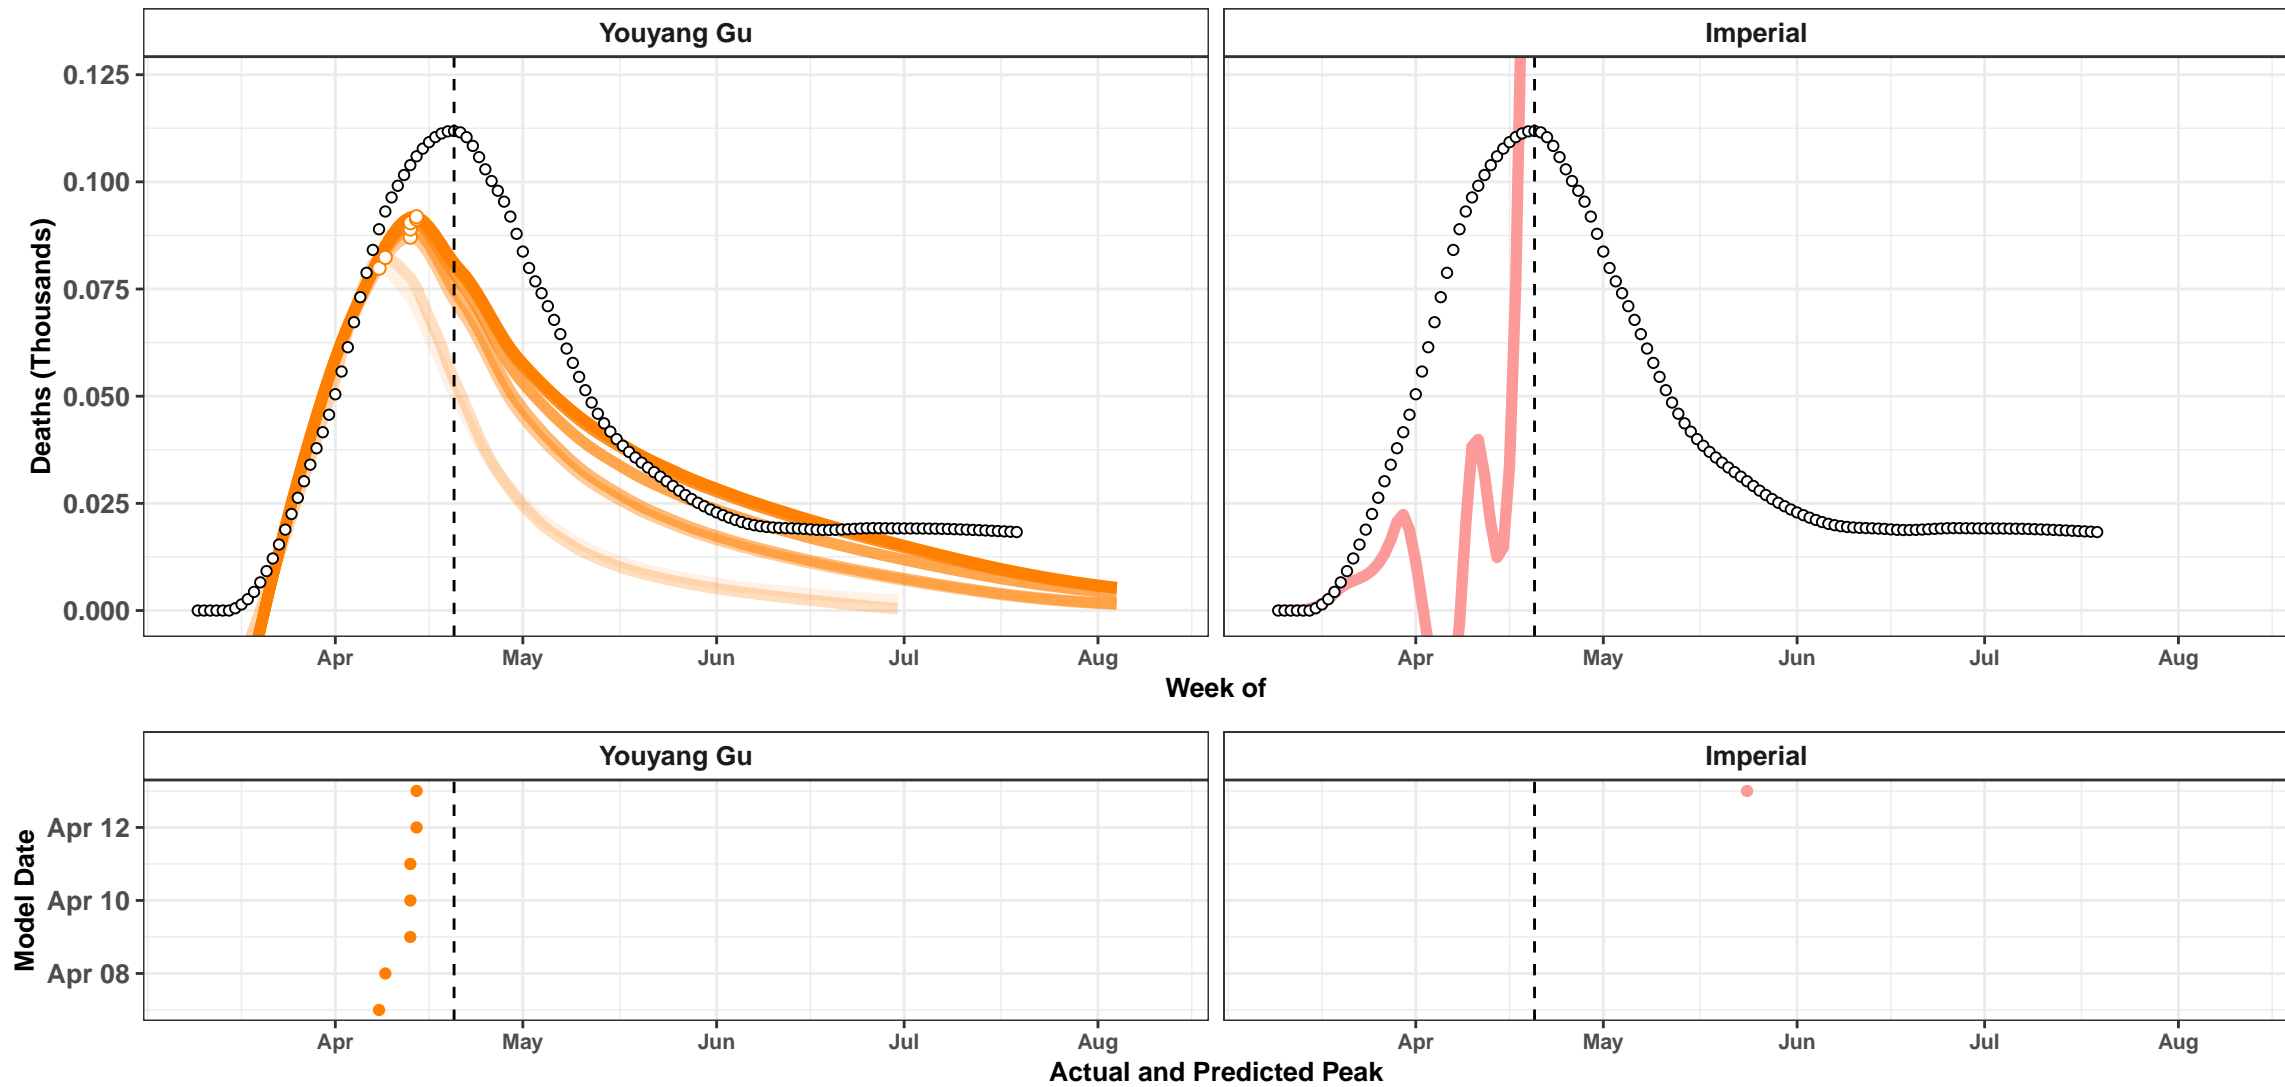 Youyang Gu
Imperial
Deaths (Thousands)
0.125
0.100
0.075
0.050
0.025
0.000
Apr May Jun Jul Aug
Apr May Jun Jul Aug
Week of
Youyang Gu
Imperial
Model Date
Apr 12
Apr 10
Apr 08
Apr May Jun Jul Aug
Apr May Jun Jul Aug
Actual and Predicted Peak